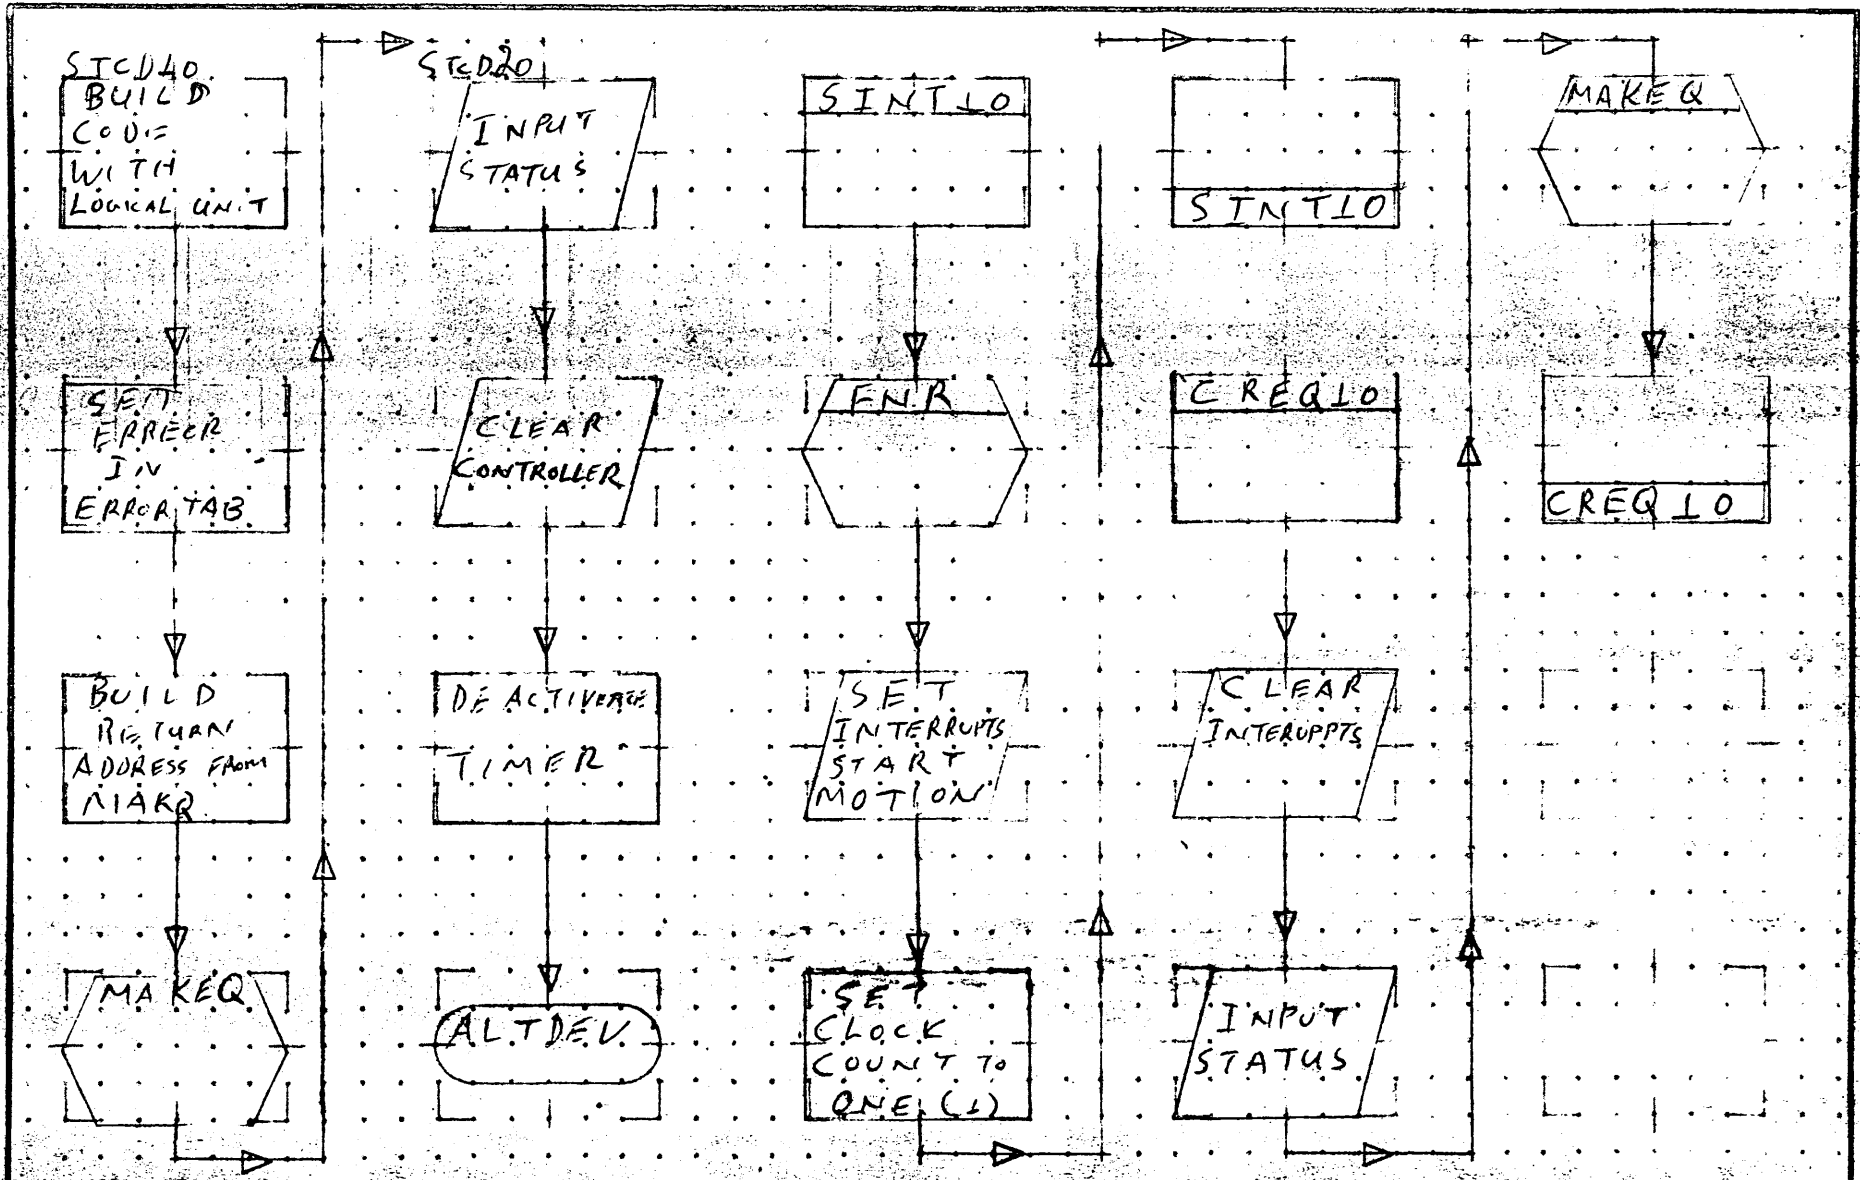 STCD10
BUILD
CODE
WITH
LOGICAL UNIT
SET
ERREOR
IN
ERROR TAB
BUILD
RETURN
ADDRESS FROM
MAKQ
MAKEQ
STCD20
INPUT
STATUS
CLEAR
CONTROLLER
DEACTIVATE
TIMER
ALTDEV
SINT10
FNR
SET
INTERRUPTS
START
MOTION
SET
CLOCK
COUNT TO
ONE (1)
SINT10
CREQ10
CLEAR
INTERUPPTS
INPUT
STATUS
MAKEQ
CREQ10